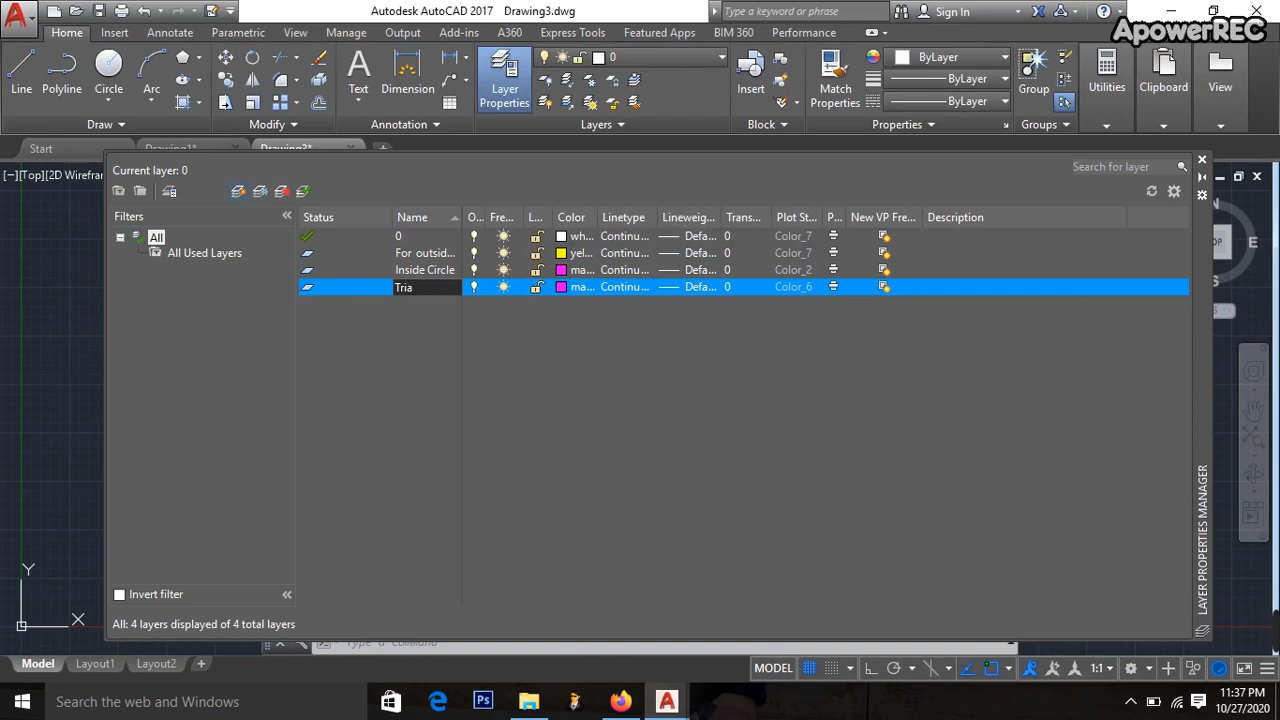 Autodesk AutoCAD 2017 Drawing3.dwg
Type a keyword or phrase
Sign In
ApowerREC
Home Insert Annotate Parametric View Manage Output Add-ins A360 Express Tools Featured Apps BIM 360 Performance
0
ByLayer
ByLayer
ByLayer
Line Polyline Circle Arc
Text Dimension
Layer Properties
Insert
Match Properties
Group
Utilities
Clipboard
View
Draw Modify Annotation Layers Block Properties Groups
Start Drawing1* Drawing3*
Current layer: 0
Search for layer
[−][Top][2D Wirefra
Filters
Status Name O... Fre... L... Color Linetype Lineweig... Trans... Plot St... P... New VP Fre... Description
All
All Used Layers
0 wh... Continu... Defa... 0 Color_7
For outsid... yel... Continu... Defa... 0 Color_7
Inside Circle ma... Continu... Defa... 0 Color_2
Tria ma... Continu... Defa... 0 Color_6
OP
E
S
LAYER PROPERTIES MANAGER
Y
X
Invert filter
All: 4 layers displayed of 4 total layers
Type a command
Model Layout1 Layout2
MODEL
1:1
Search the web and Windows
Ps
11:37 PM
10/27/2020